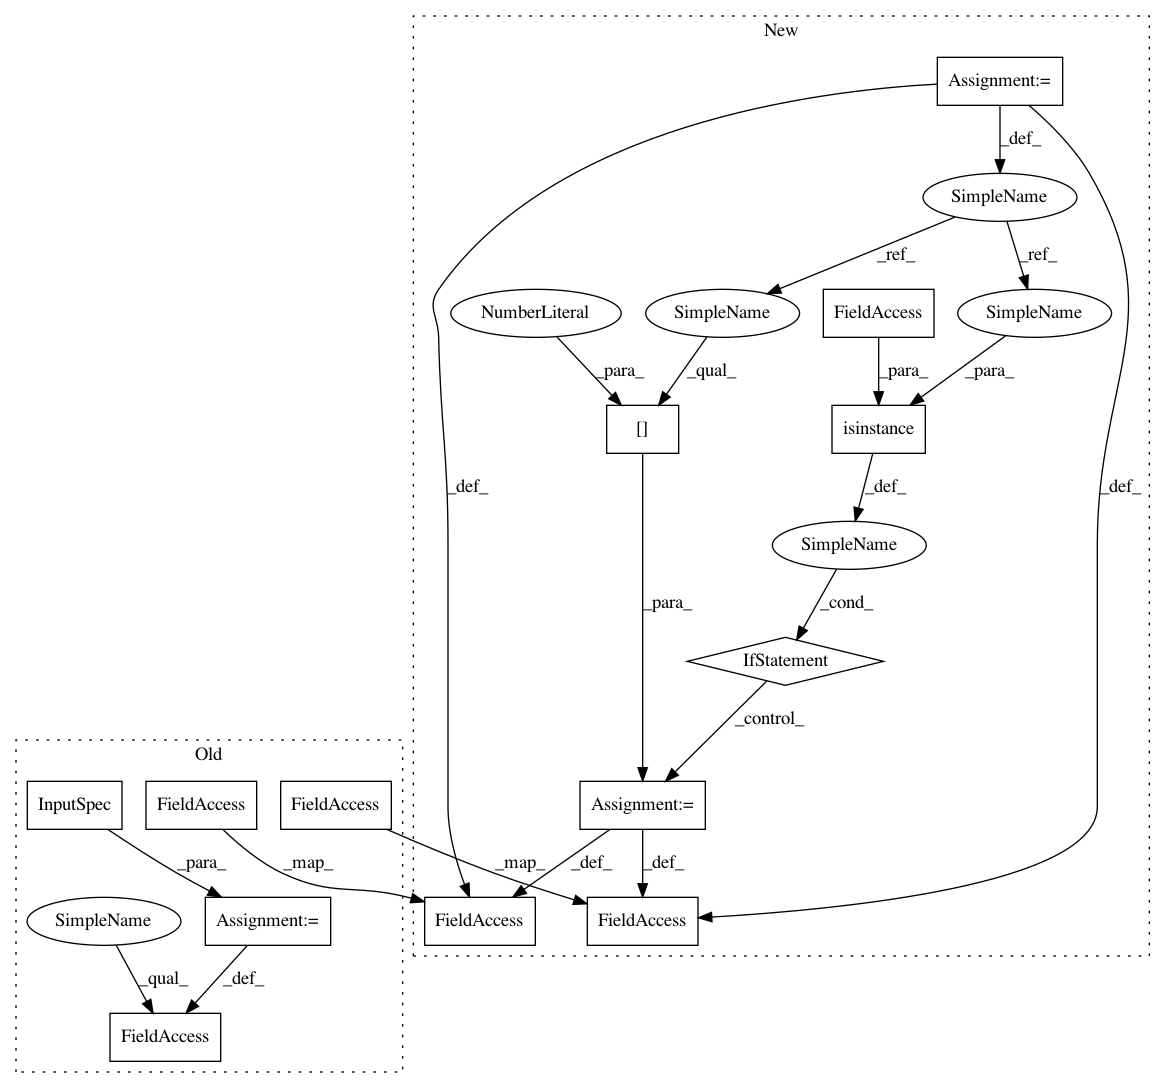 New
Assignment:=
_def_
SimpleName
_ref_
_ref_
NumberLiteral
SimpleName
FieldAccess
SimpleName
_para_
_qual_
_para_
_para_
[]
isinstance
_def_
_def_
_def_
SimpleName
_para_
_cond_
IfStatement
_control_
Old
InputSpec
FieldAccess
FieldAccess
Assignment:=
_para_
_map_
_map_
_def_
_def_
SimpleName
Assignment:=
FieldAccess
FieldAccess
_qual_
_def_
FieldAccess